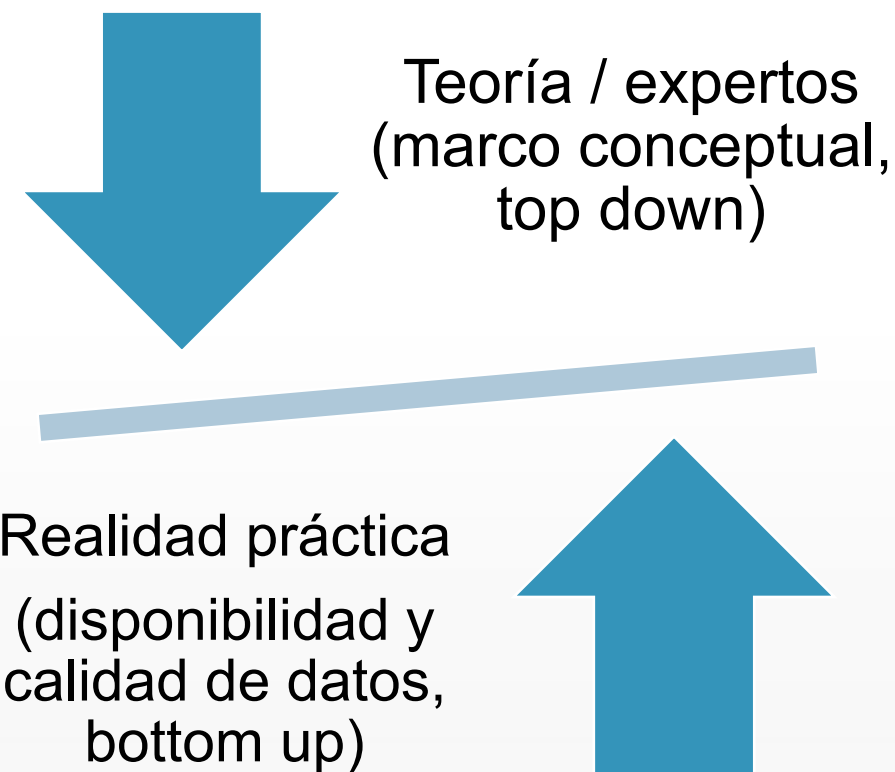 Teoría / expertos
(marco conceptual,
top down)
Realidad práctica
(disponibilidad y
calidad de datos,
bottom up)